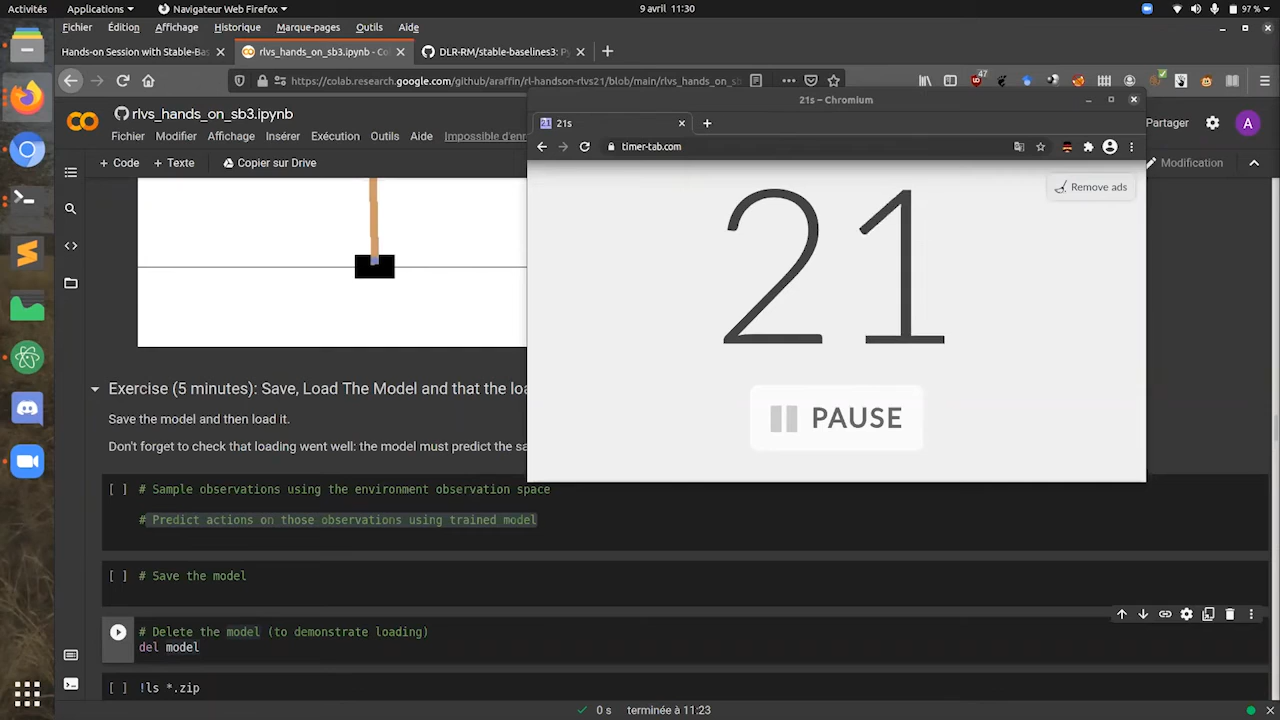 Activités
Applications
Navigateur Web Firefox
9 avril 11:30
97 %
Fichier Édition Affichage Historique Marque-pages Outils Aide
Hands-on Session with Stable-Bas
rlvs_hands_on_sb3.ipynb - Co
DLR-RM/stable-baselines3: Py
https://colab.research.google.com/github/araffin/rl-handson-rlvs21/blob/main/rlvs_hands_on_sb
47
21s – Chromium
rlvs_hands_on_sb3.ipynb
Partager
A
21 21s
Fichier Modifier Affichage Insérer Exécution Outils Aide Impossible d'enr
timer-tab.com
+ Code + Texte Copier sur Drive
Modification
Remove ads
21
PAUSE
Exercise (5 minutes): Save, Load The Model and that the loa
Save the model and then load it.
Don't forget to check that loading went well: the model must predict the sa
[ ] # Sample observations using the environment observation space
# Predict actions on those observations using trained model
[ ] # Save the model
# Delete the model (to demonstrate loading)
del model
[ ] !ls *.zip
0 s terminée à 11:23